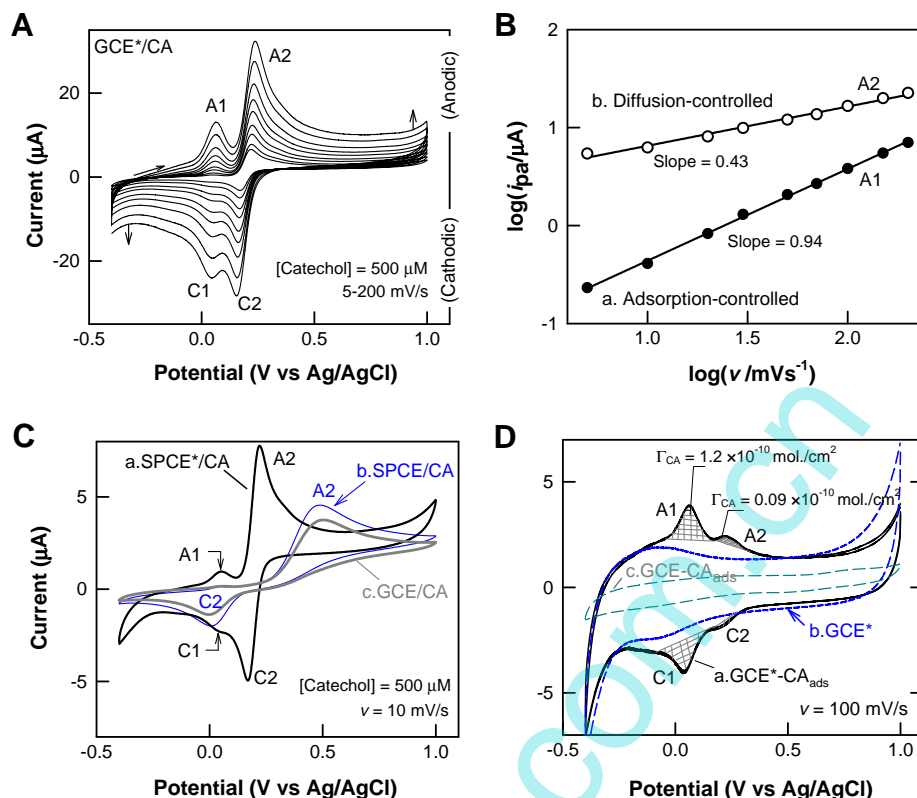 A
GCE*/CA
A1
A2
C1
C2
[Catechol] = 500 μM
5-200 mV/s
(Anodic)
(Cathodic)
20
0
-20
-0.5
0.0
0.5
1.0
Current (μA)
Potential (V vs Ag/AgCl)
B
b. Diffusion-controlled
A2
Slope = 0.43
A1
Slope = 0.94
a. Adsorption-controlled
2
1
0
-1
1.0
1.5
2.0
log(ipa/μA)
log(v /mVs⁻¹)
C
a.SPCE*/CA
A2
b.SPCE/CA
A2
A1
C2
c.GCE/CA
C1
C2
[Catechol] = 500 μM
v = 10 mV/s
5
0
-5
0.0
0.5
1.0
Current (μA)
Potential (V vs Ag/AgCl)
D
ΓCA = 1.2 ×10⁻¹⁰ mol./cm²
ΓCA = 0.09 ×10⁻¹⁰ mol./cm²
A1
A2
c.GCE-CAads
C2
b.GCE*
C1
a.GCE*-CAads
v = 100 mV/s
5
0
-5
-0.5
0.0
0.5
1.0
Potential (V vs Ag/AgCl)
com.cn